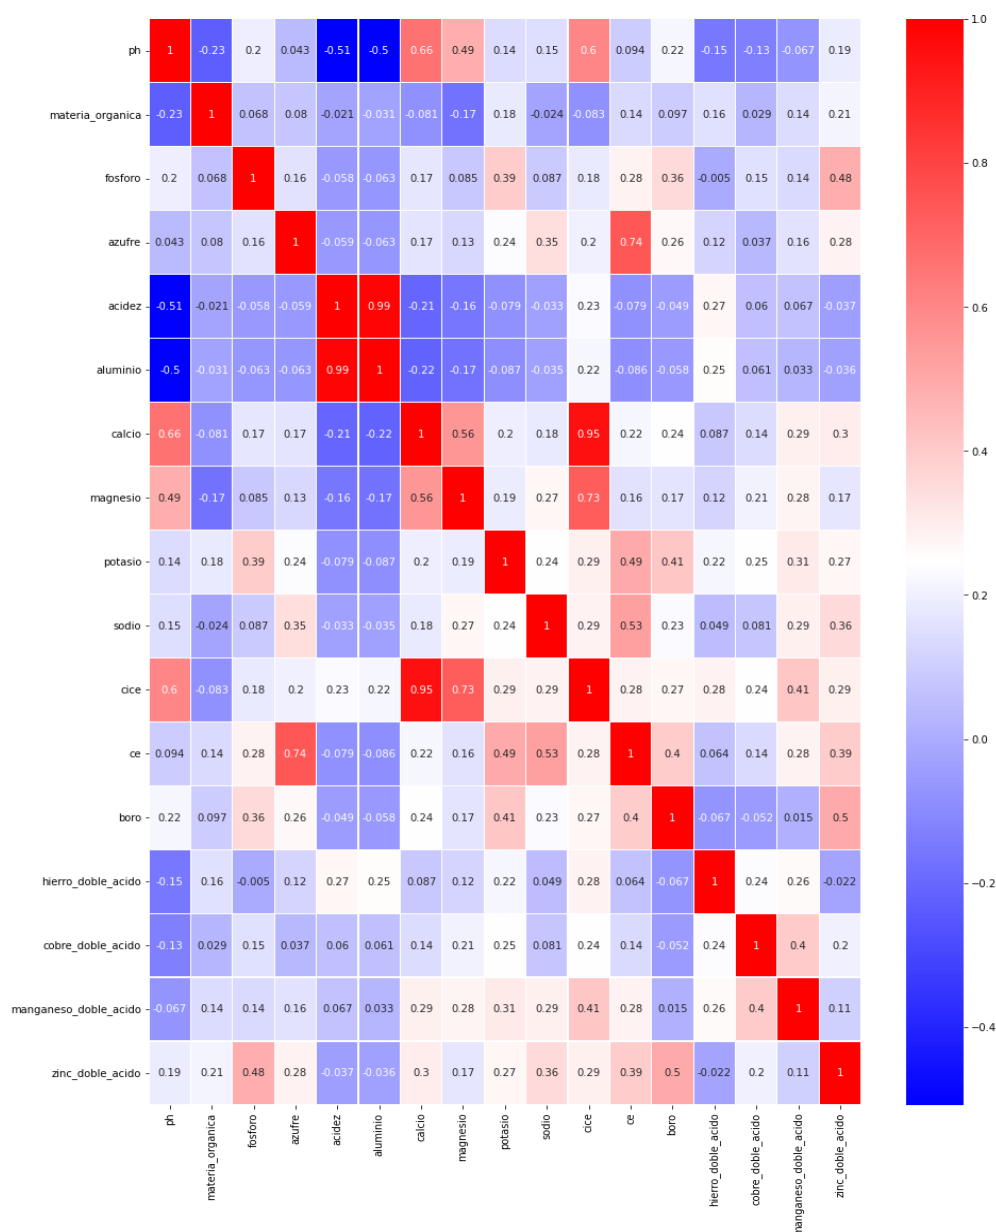 ph 1 -0.23 0.2 0.043 -0.51 -0.5 0.66 0.49 0.14 0.15 0.6 0.094 0.22 -0.15 -0.13 -0.067 0.19
materia_organica -0.23 1 0.068 0.08 -0.021 -0.031 -0.081 -0.17 0.18 -0.024 -0.083 0.14 0.097 0.16 0.029 0.14 0.21
fosforo 0.2 0.068 1 0.16 -0.058 -0.063 0.17 0.085 0.39 0.087 0.18 0.28 0.36 -0.005 0.15 0.14 0.48
azufre 0.043 0.08 0.16 1 -0.059 -0.063 0.17 0.13 0.24 0.35 0.2 0.74 0.26 0.12 0.037 0.16 0.28
acidez -0.51 -0.021 -0.058 -0.059 1 0.99 -0.21 -0.16 -0.079 -0.033 0.23 -0.079 -0.049 0.27 0.06 0.067 -0.037
aluminio -0.5 -0.031 -0.063 -0.063 0.99 1 -0.22 -0.17 -0.087 -0.035 0.22 -0.086 -0.058 0.25 0.061 0.033 -0.036
calcio 0.66 -0.081 0.17 0.17 -0.21 -0.22 1 0.56 0.2 0.18 0.95 0.22 0.24 0.087 0.14 0.29 0.3
magnesio 0.49 -0.17 0.085 0.13 -0.16 -0.17 0.56 1 0.19 0.27 0.73 0.16 0.17 0.12 0.21 0.28 0.17
potasio 0.14 0.18 0.39 0.24 -0.079 -0.087 0.2 0.19 1 0.24 0.29 0.49 0.41 0.22 0.25 0.31 0.27
sodio 0.15 -0.024 0.087 0.35 -0.033 -0.035 0.18 0.27 0.24 1 0.29 0.53 0.23 0.049 0.081 0.29 0.36
cice 0.6 -0.083 0.18 0.2 0.23 0.22 0.95 0.73 0.29 0.29 1 0.28 0.27 0.28 0.24 0.41 0.29
ce 0.094 0.14 0.28 0.74 -0.079 -0.086 0.22 0.16 0.49 0.53 0.28 1 0.4 0.064 0.14 0.28 0.39
boro 0.22 0.097 0.36 0.26 -0.049 -0.058 0.24 0.17 0.41 0.23 0.27 0.4 1 -0.067 -0.052 0.015 0.5
hierro_doble_acido -0.15 0.16 -0.005 0.12 0.27 0.25 0.087 0.12 0.22 0.049 0.28 0.064 -0.067 1 0.24 0.26 -0.022
cobre_doble_acido -0.13 0.029 0.15 0.037 0.06 0.061 0.14 0.21 0.25 0.081 0.24 0.14 -0.052 0.24 1 0.4 0.2
manganeso_doble_acido -0.067 0.14 0.14 0.16 0.067 0.033 0.29 0.28 0.31 0.29 0.41 0.28 0.015 0.26 0.4 1 0.11
zinc_doble_acido 0.19 0.21 0.48 0.28 -0.037 -0.036 0.3 0.17 0.27 0.36 0.29 0.39 0.5 -0.022 0.2 0.11 1
ph
materia_organica
fosforo
azufre
acidez
aluminio
calcio
magnesio
potasio
sodio
cice
ce
boro
hierro_doble_acido
cobre_doble_acido
manganeso_doble_acido
zinc_doble_acido
1.0
0.8
0.6
0.4
0.2
0.0
−0.2
−0.4